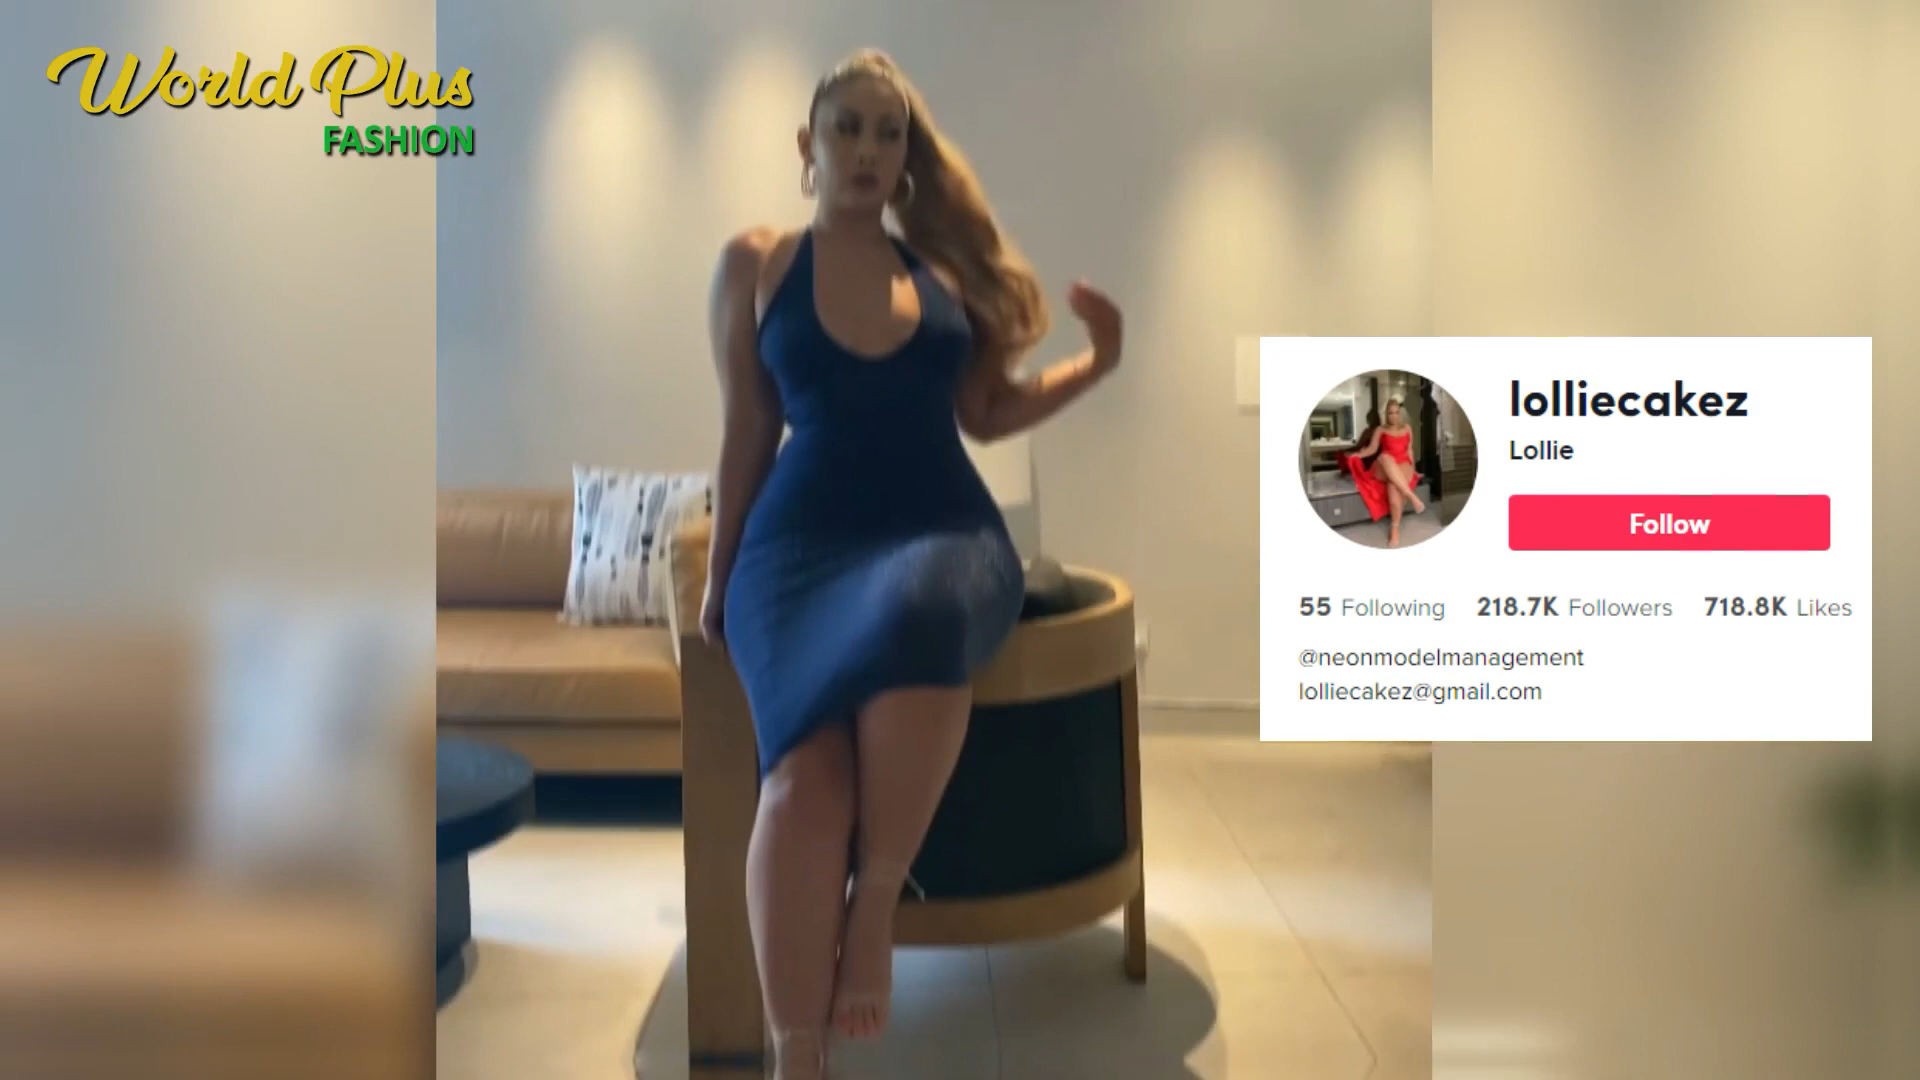 World Plus
FASHION
lolliecakez
Lollie
Follow
55 Following 218.7K Followers 718.8K Likes
@neonmodelmanagement
lolliecakez@gmail.com